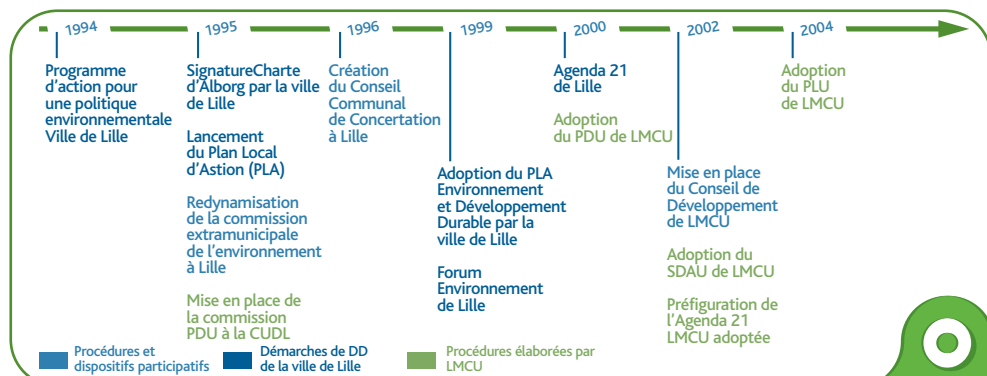 1994
1995
1996
1999
2000
2002
2004
Programme
d'action pour
une politique
environnementale
Ville de Lille
SignatureCharte
d'Alborg par la ville
de Lille
Lancement
du Plan Local
d'Astion (PLA)
Redynamisation
de la commission
extramunicipale
de l'environnement
à Lille
Mise en place de
la commission
PDU à la CUDL
Création
du Conseil
Communal
de Concertation
à Lille
Adoption du PLA
Environnement
et Développement
Durable par la
ville de Lille
Forum
Environnement
de Lille
Agenda 21
de Lille
Adoption
du PDU de LMCU
Mise en place
du Conseil de
Développement
de LMCU
Adoption du
SDAU de LMCU
Préfiguration de
l'Agenda 21
LMCU adoptée
Adoption
du PLU
de LMCU
Procédures et
dispositifs participatifs
Démarches de DD
de la ville de Lille
Procédures élaborées par
LMCU